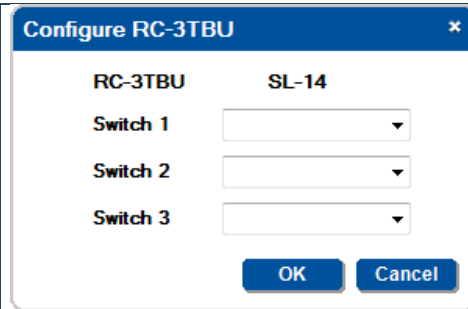 Configure RC-3TBU ×
RC-3TBU SL-14
Switch 1
Switch 2
Switch 3
OK Cancel